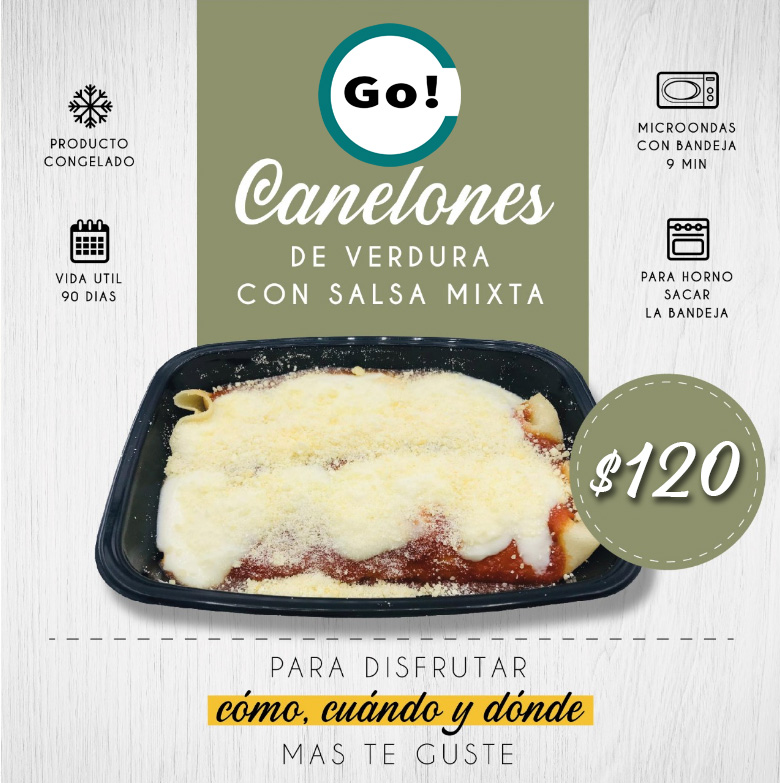 Go!
Canelones
DE VERDURA
CON SALSA MIXTA
PRODUCTO
CONGELADO
VIDA UTIL
90 DIAS
MICROONDAS
CON BANDEJA
9 MIN
PARA HORNO
SACAR
LA BANDEJA
$120
PARA DISFRUTAR
cómo, cuándo y dónde
MAS TE GUSTE